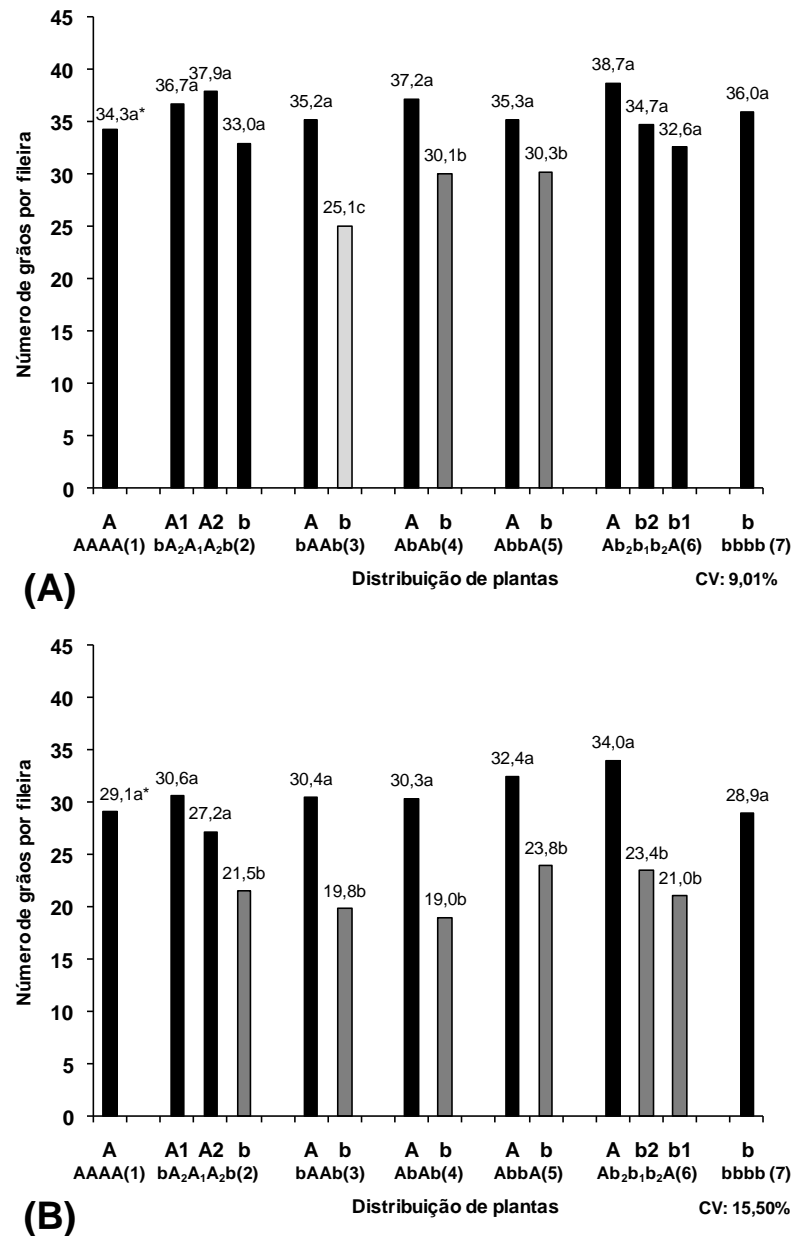 45
40
35
30
25
20
15
10
5
0
Número de grãos por fileira
34,3a*
36,7a
37,9a
33,0a
35,2a
25,1c
37,2a
30,1b
35,3a
30,3b
38,7a
34,7a
32,6a
36,0a
A A1 A2 b A b A b A b A b2 b1 b
AAAA(1) bA₂A₁A₂b(2) bAAb(3) AbAb(4) AbbA(5) Ab₂b₁b₂A(6) bbbb (7)
Distribuição de plantas CV: 9,01%
(A)
45
40
35
30
25
20
15
10
5
0
Número de grãos por fileira
29,1a*
30,6a
27,2a
21,5b
30,4a
19,8b
30,3a
19,0b
32,4a
23,8b
34,0a
23,4b
21,0b
28,9a
A A1 A2 b A b A b A b A b2 b1 b
AAAA(1) bA₂A₁A₂b(2) bAAb(3) AbAb(4) AbbA(5) Ab₂b₁b₂A(6) bbbb (7)
Distribuição de plantas CV: 15,50%
(B)